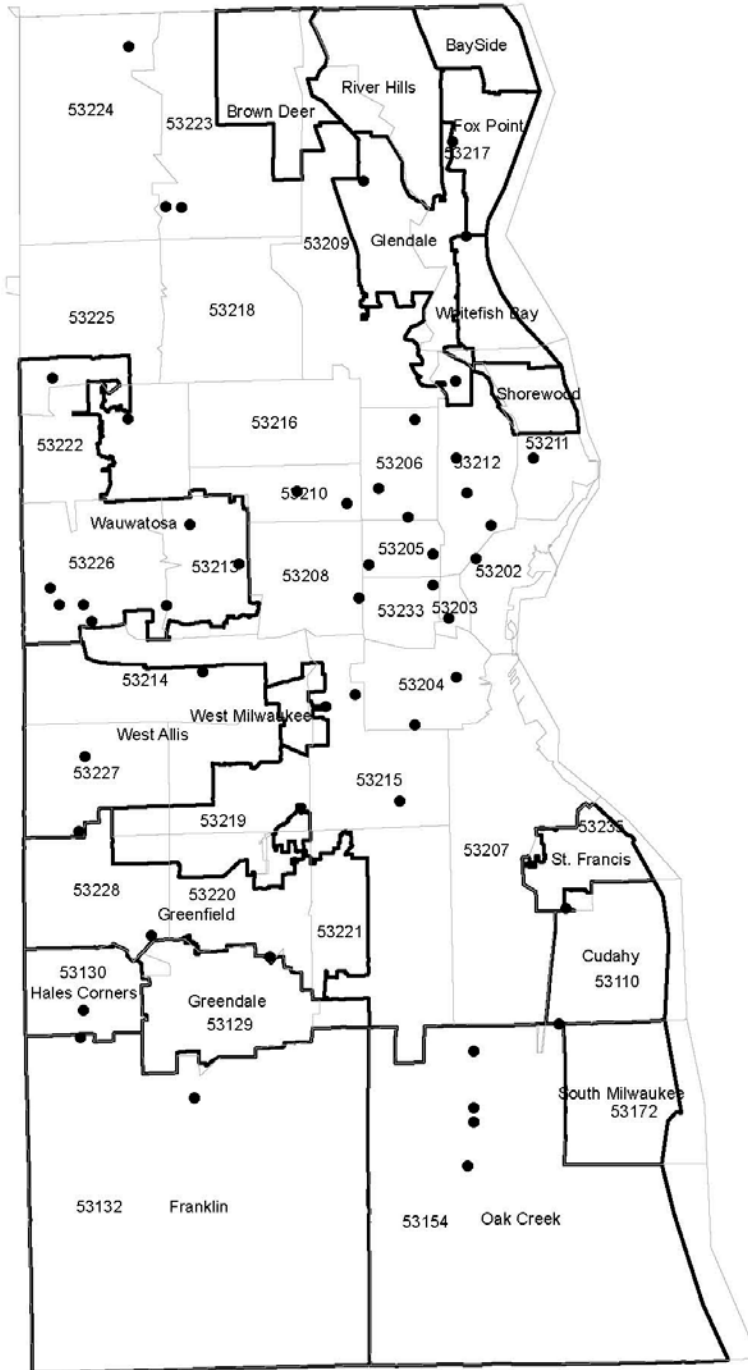 BaySide
River Hills
53224
Brown Deer
53223
Fox Point
53217
Glendale
53209
53218
Whitefish Bay
53225
Shorewood
53216
53222
53211
53206
53212
53210
Wauwatosa
53205
53226
53213
53208
53202
53233
53203
53214
53204
West Milwaukee
West Allis
53227
53215
53219
53235
53207
St. Francis
53228
53220
Greenfield
53221
Cudahy
53130
53110
Hales Corners
Greendale
53129
South Milwaukee
53172
53132
Franklin
53154
Oak Creek